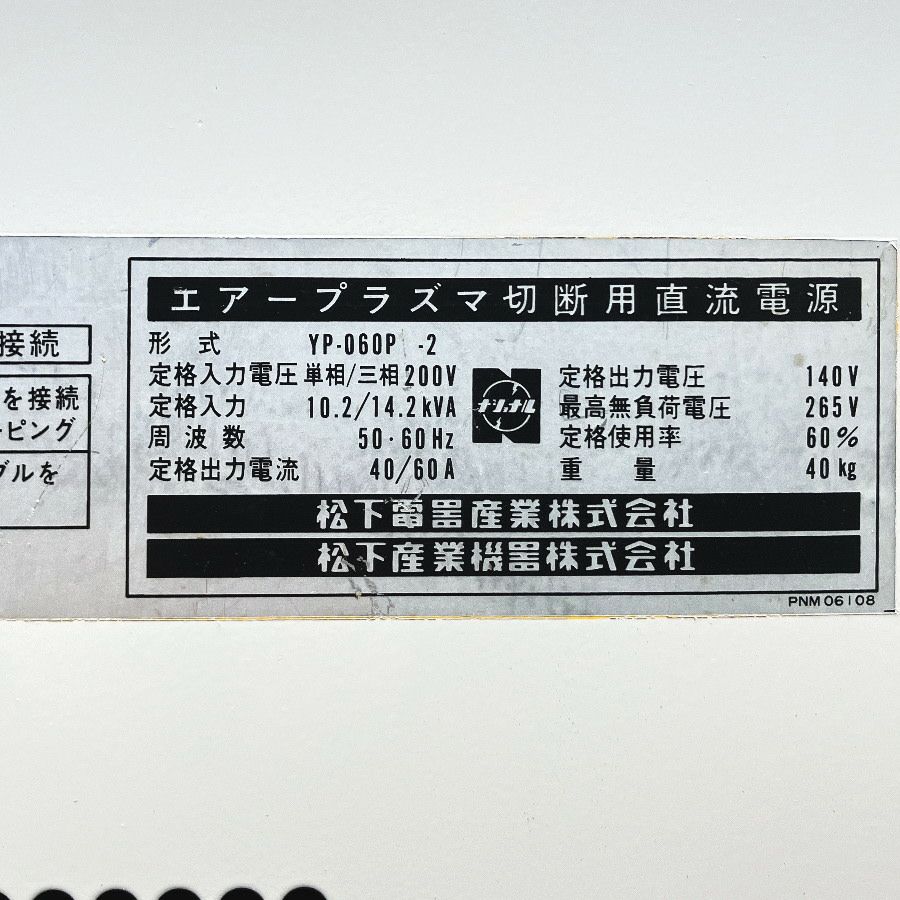 接続
を接続
ーピング
ブルを
エアープラズマ切断用直流電源
形式 YP-060P -2
定格入力電圧 単相/三相 200V
定格入力 10.2/14.2kVA
周波数 50・60Hz
定格出力電流 40/60A
ナショナル
定格出力電圧 140V
最高無負荷電圧 265V
定格使用率 60%
重量 40kg
松下電器産業株式会社
松下産業機器株式会社
PNM06108